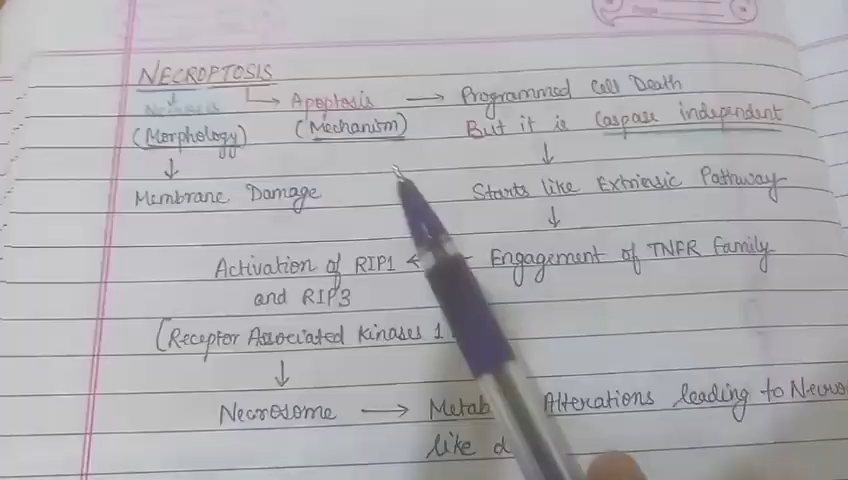 NECROPTOSIS
Necrosis Apoptosis → Programmed Cell Death
(Morphology) (Mechanism) But it is Caspase independent
↓ ↓
Membrane Damage Starts like Extrinsic Pathway
↓
Activation of RIP1 ← Engagement of TNFR family
and RIP3
(Receptor Associated Kinases 1
↓
Necrosome → Metab Alterations leading to Necro
like d